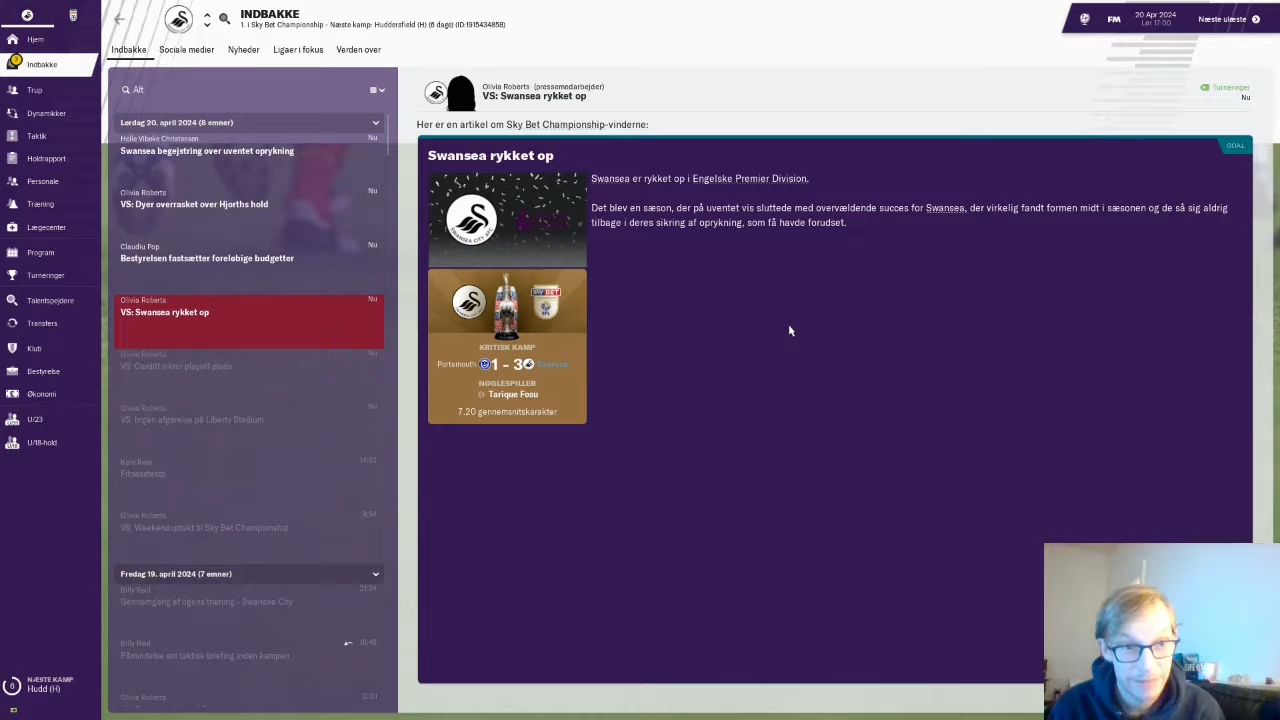 INDBAKKE
1. i Sky Bet Championship - Næste kamp: Huddersfield (H) (6 dage) (ID:1915434858)
FM
20 Apr 2024
Lør 17:00
Næste ulæste
Indbakke
Sociale medier
Nyheder
Ligaer i fokus
Verden over
Hjem
Indbakke
Trup
Dynamikker
Taktik
Holdrapport
Personale
Træning
Lægecenter
Program
Turneringer
Talentspejdere
Transfers
Klub
Bestyrelse
Økonomi
U/23
U/18-hold
NÆSTE KAMP
Hudd (H)
Alt
Lørdag 20. april 2024 (8 emner)
Helle Vibeke Christensen Nu
Swansea begejstring over uventet oprykning
Olivia Roberts Nu
VS: Dyer overrasket over Hjorths hold
Claudiu Pop Nu
Bestyrelsen fastsætter foreløbige budgetter
Olivia Roberts Nu
VS: Swansea rykket op
Olivia Roberts Nu
VS: Cardiff sikrer playoff plads
Olivia Roberts Nu
VS: Ingen afgørelse på Liberty Stadium
14:52
Fitnesstests
Olivia Roberts 9:54
VS: Weekendoptakt til Sky Bet Championship
Fredag 19. april 2024 (7 emner)
Billy Reid 21:34
Gennemgang af ugens træning - Swansea City
Billy Reid 18:48
Påmindelse om taktisk briefing inden kampen
Olivia Roberts 12:01
Olivia Roberts (pressemedarbejder)
VS: Swansea rykket op
Turneringer
Nu
Her er en artikel om Sky Bet Championship-vinderne:
GOAL
Swansea rykket op
Swansea er rykket op i Engelske Premier Division.
Det blev en sæson, der på uventet vis sluttede med overvældende succes for Swansea, der virkelig fandt formen midt i sæsonen og de så sig aldrig
tilbage i deres sikring af oprykning, som få havde forudset.
SWANSEA CITY AFC
sky BET
EFL
KRITISK KAMP
Portsmouth 1 - 3 Swansea
NØGLESPILLER
Tarique Fosu
7.20 gennemsnitskarakter